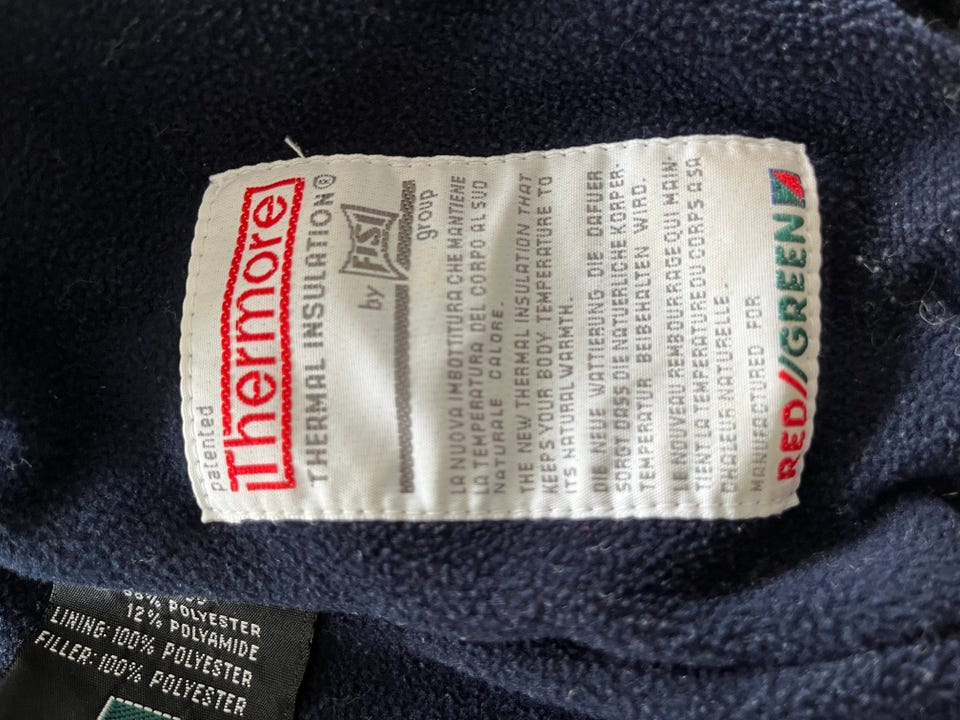 patented
Thermore
THERMAL INSULATION®
by FISI
group
LA NUOVA IMBOTTITURA CHE MANTIENE
LA TEMPERATURA DEL CORPO AL SUO
NATURALE CALORE.
THE NEW THERMAL INSULATION THAT
KEEPS YOUR BODY TEMPERATURE TO
ITS NATURAL WARMTH.
DIE NEUE WATTIERUNG DIE DAFUER
SORGT DASS DIE NATUERLICHE KORPER-
TEMPERATUR BEIBEHALTEN WIRD.
LE NOUVEAU REMBOURRAGE QUI MAIN-
TIENT LA TEMPERATURE DU CORPS A SA
CHALEUR NATURELLE.
MANUFACTURED FOR
RED//GREEN
POLYESTER
12% POLYAMIDE
LINING: 100% POLYESTER
FILLER: 100% POLYESTER